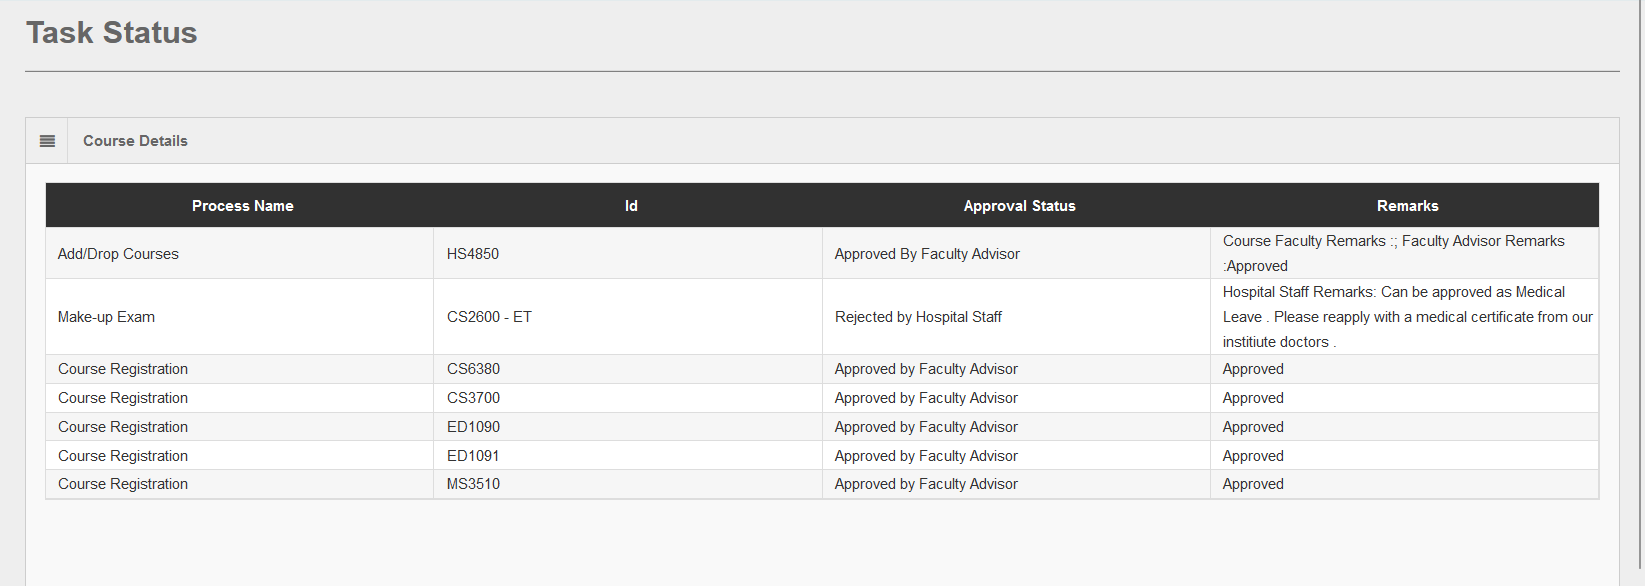 Task Status
Course Details
Process Name Id Approval Status Remarks
Add/Drop Courses HS4850 Approved By Faculty Advisor Course Faculty Remarks :; Faculty Advisor Remarks
:Approved
Make-up Exam CS2600 - ET Rejected by Hospital Staff Hospital Staff Remarks: Can be approved as Medical
Leave . Please reapply with a medical certificate from our
institiute doctors .
Course Registration CS6380 Approved by Faculty Advisor Approved
Course Registration CS3700 Approved by Faculty Advisor Approved
Course Registration ED1090 Approved by Faculty Advisor Approved
Course Registration ED1091 Approved by Faculty Advisor Approved
Course Registration MS3510 Approved by Faculty Advisor Approved